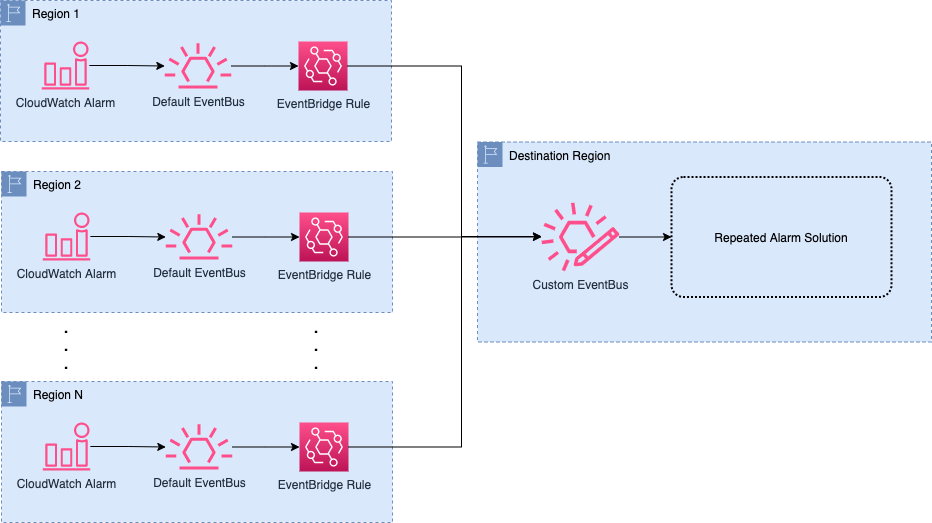 Region 1
CloudWatch Alarm
Default EventBus
EventBridge Rule
Region 2
CloudWatch Alarm
Default EventBus
EventBridge Rule
Region N
CloudWatch Alarm
Default EventBus
EventBridge Rule
Destination Region
Custom EventBus
Repeated Alarm Solution